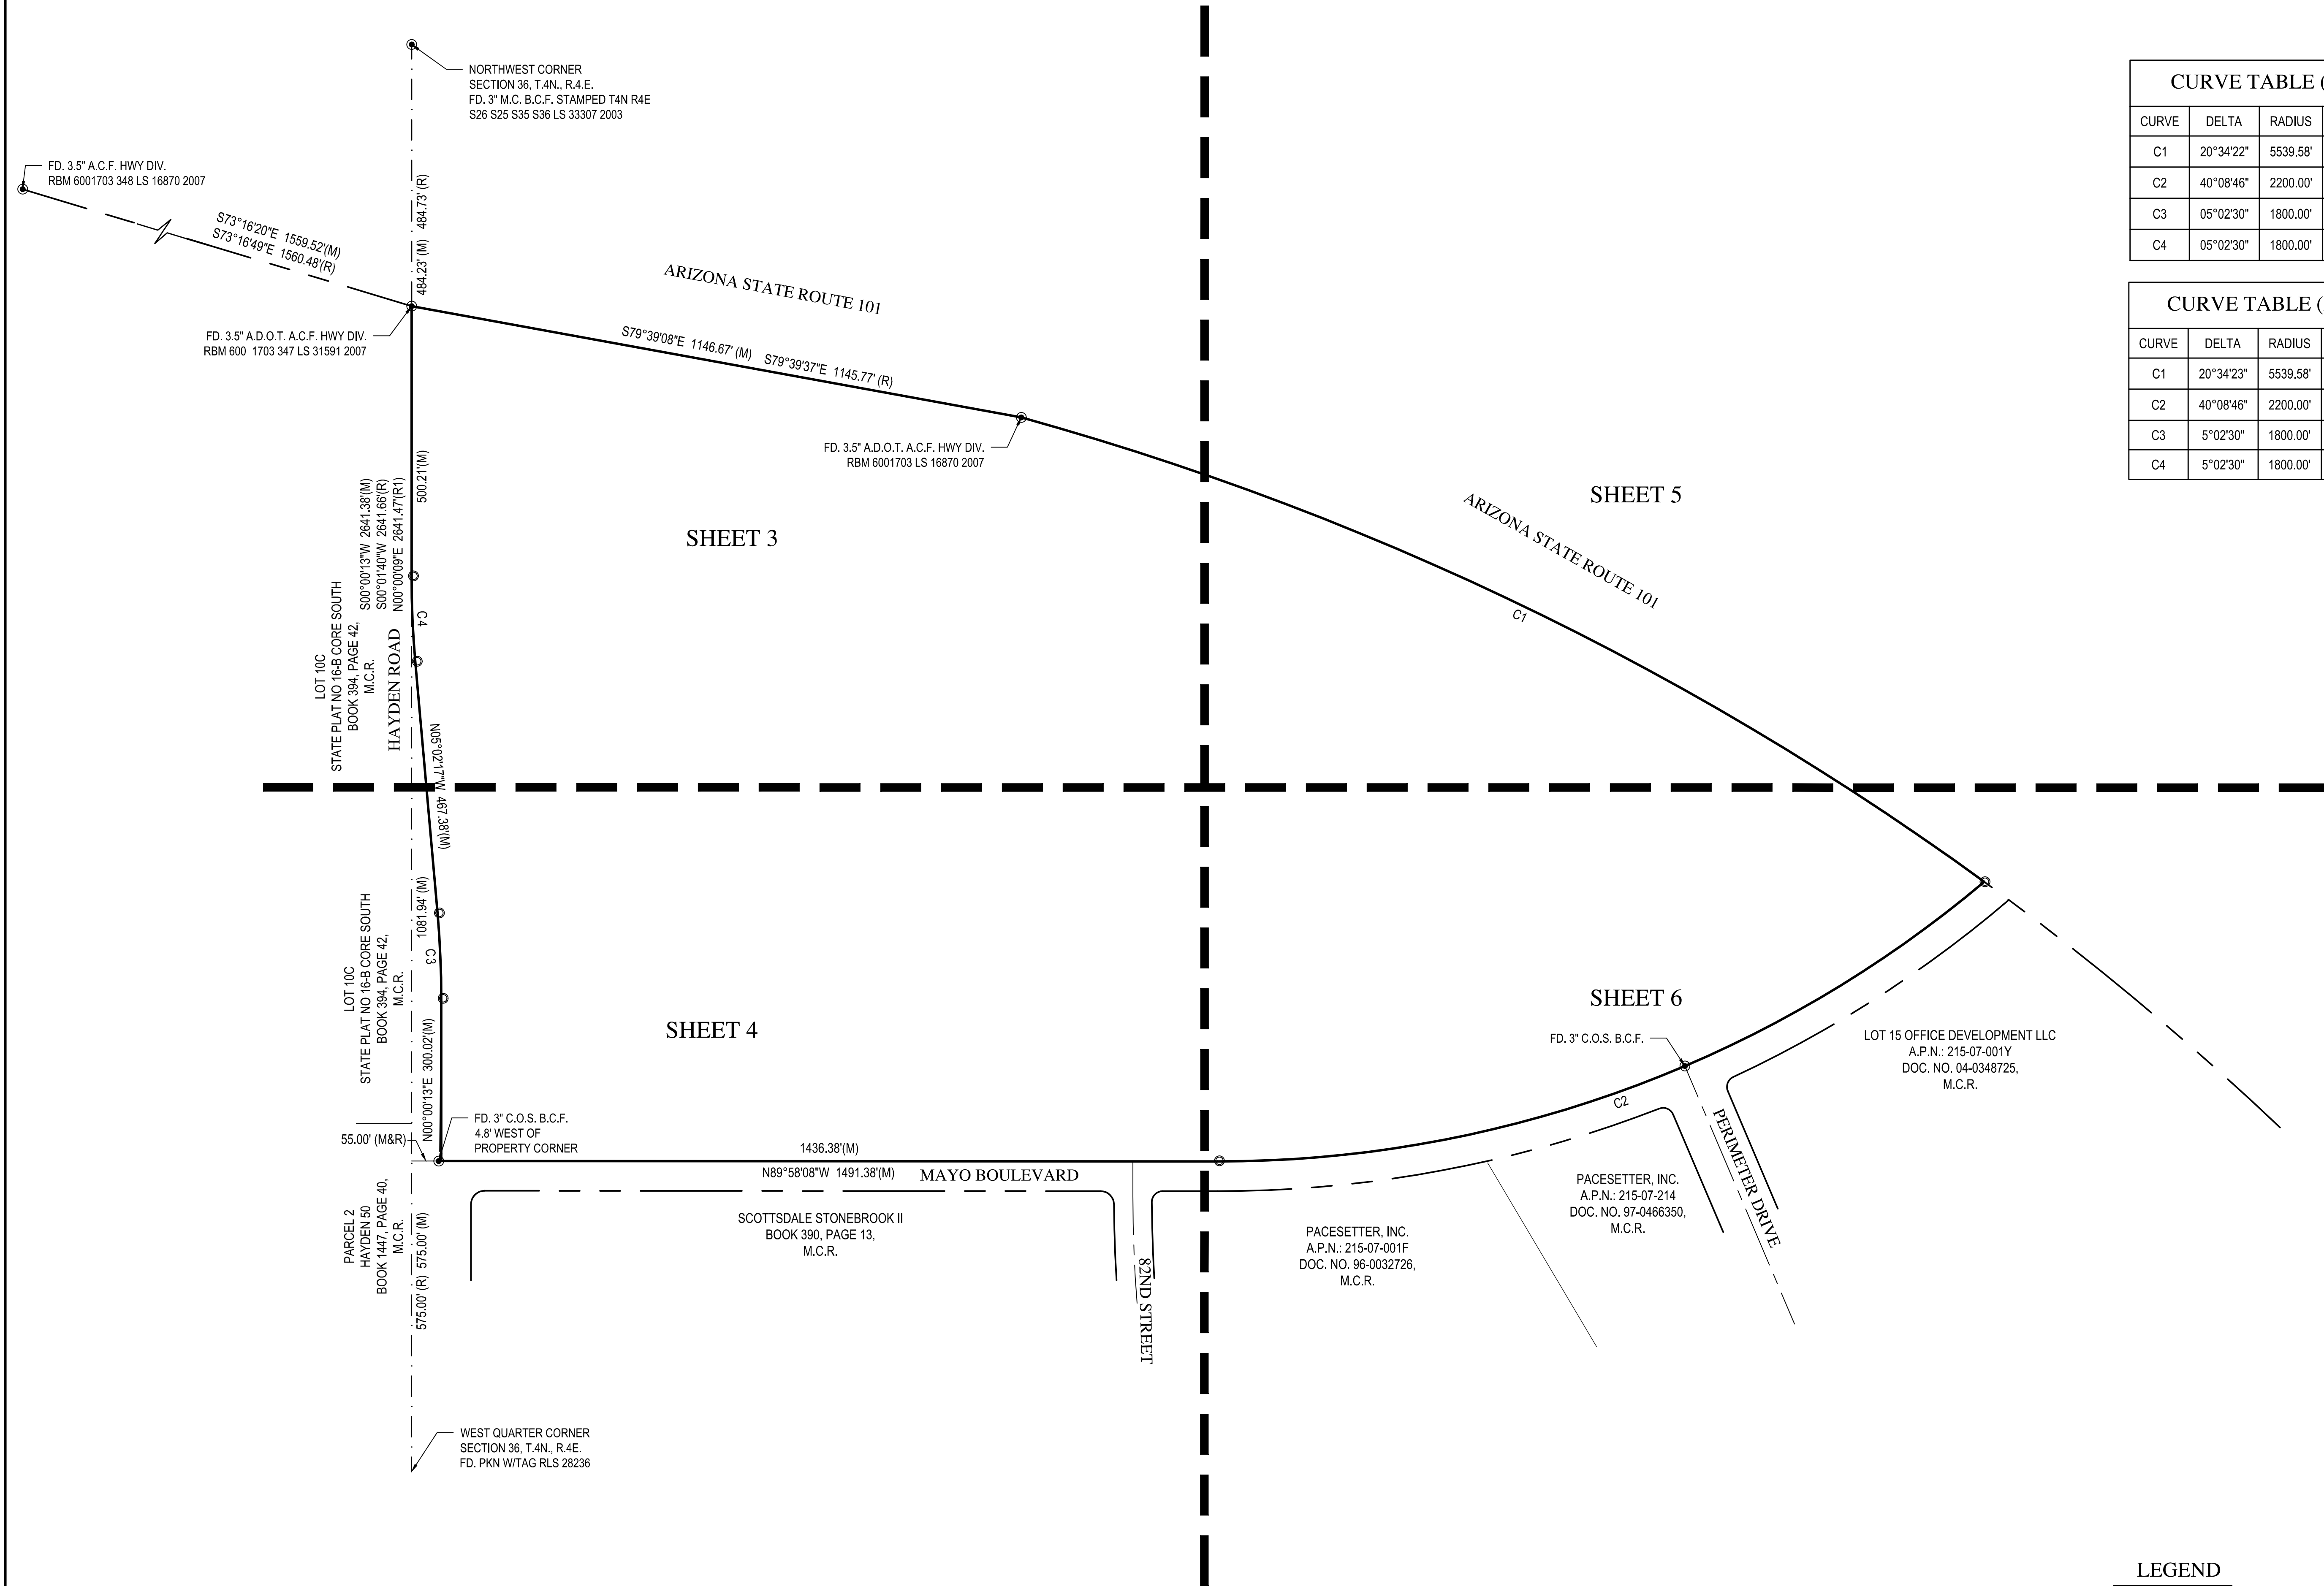 NORTHWEST CORNER
SECTION 36, T.4N., R.4.E.
FD. 3" M.C. B.C.F. STAMPED T4N R4E
S26 S25 S35 S36 LS 33307 2003
FD. 3.5" A.C.F. HWY DIV.
RBM 6001703 348 LS 16870 2007
S73°16'20"E 1559.52'(M)
S73°16'49"E 1560.48'(R)
484.23' (M) 484.73' (R)
FD. 3.5" A.D.O.T. A.C.F. HWY DIV.
RBM 600 1703 347 LS 31591 2007
ARIZONA STATE ROUTE 101
S79°39'08"E 1146.67' (M) S79°39'37"E 1145.77' (R)
FD. 3.5" A.D.O.T. A.C.F. HWY DIV.
RBM 6001703 LS 16870 2007
CURVE TABLE (
CURVE DELTA RADIUS
C1 20°34'22" 5539.58'
C2 40°08'46" 2200.00'
C3 05°02'30" 1800.00'
C4 05°02'30" 1800.00'
CURVE TABLE (
CURVE DELTA RADIUS
C1 20°34'23" 5539.58'
C2 40°08'46" 2200.00'
C3 5°02'30" 1800.00'
C4 5°02'30" 1800.00'
SHEET 5
ARIZONA STATE ROUTE 101
C1
SHEET 3
500.21'(M)
S00°00'13"W 2641.38'(M)
S00°01'40"W 2641.66'(R)
N00°00'09"E 2641.47'(R1)
C4
LOT 10C
STATE PLAT NO 16-B CORE SOUTH
BOOK 394, PAGE 42,
M.C.R.
HAYDEN ROAD
N05°02'17"W 467.38'(M)
1081.94' (M)
C3
LOT 10C
STATE PLAT NO 16-B CORE SOUTH
BOOK 394, PAGE 42,
M.C.R.
N00°00'13"E 300.02'(M)
SHEET 4
SHEET 6
FD. 3" C.O.S. B.C.F.
LOT 15 OFFICE DEVELOPMENT LLC
A.P.N.: 215-07-001Y
DOC. NO. 04-0348725,
M.C.R.
C2
PERIMETER DRIVE
FD. 3" C.O.S. B.C.F.
4.8' WEST OF
PROPERTY CORNER
55.00' (M&R)
1436.38'(M)
N89°58'08"W 1491.38'(M)
MAYO BOULEVARD
PARCEL 2
HAYDEN 50
BOOK 1447, PAGE 40,
M.C.R.
575.00' (R) 575.00' (M)
SCOTTSDALE STONEBROOK II
BOOK 390, PAGE 13,
M.C.R.
82ND STREET
PACESETTER, INC.
A.P.N.: 215-07-001F
DOC. NO. 96-0032726,
M.C.R.
PACESETTER, INC.
A.P.N.: 215-07-214
DOC. NO. 97-0466350,
M.C.R.
WEST QUARTER CORNER
SECTION 36, T.4N., R.4E.
FD. PKN W/TAG RLS 28236
LEGEND